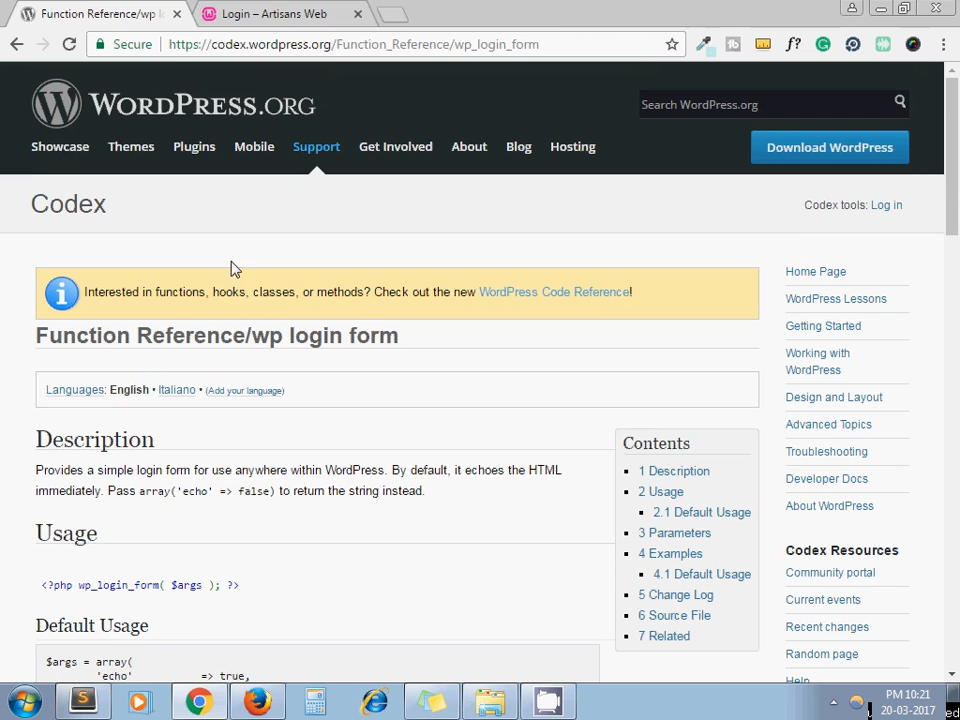 Function Reference/wp l
Login – Artisans Web
Secure
https://codex.wordpress.org/Function_Reference/wp_login_form
WORDPRESS.ORG
Search WordPress.org
Showcase Themes Plugins Mobile Support Get Involved About Blog Hosting
Download WordPress
Codex
Codex tools: Log in
Interested in functions, hooks, classes, or methods? Check out the new WordPress Code Reference!
Function Reference/wp login form
Languages: English • Italiano • (Add your language)
Description
Provides a simple login form for use anywhere within WordPress. By default, it echoes the HTML
immediately. Pass array('echo' => false) to return the string instead.
Usage
<?php wp_login_form( $args ); ?>
Default Usage
$args = array(
'echo' => true,
Contents
1 Description
2 Usage
2.1 Default Usage
3 Parameters
4 Examples
4.1 Default Usage
5 Change Log
6 Source File
7 Related
Home Page
WordPress Lessons
Getting Started
Working with
WordPress
Design and Layout
Advanced Topics
Troubleshooting
Developer Docs
About WordPress
Codex Resources
Community portal
Current events
Recent changes
Random page
Help
PM 10:21
20-03-2017